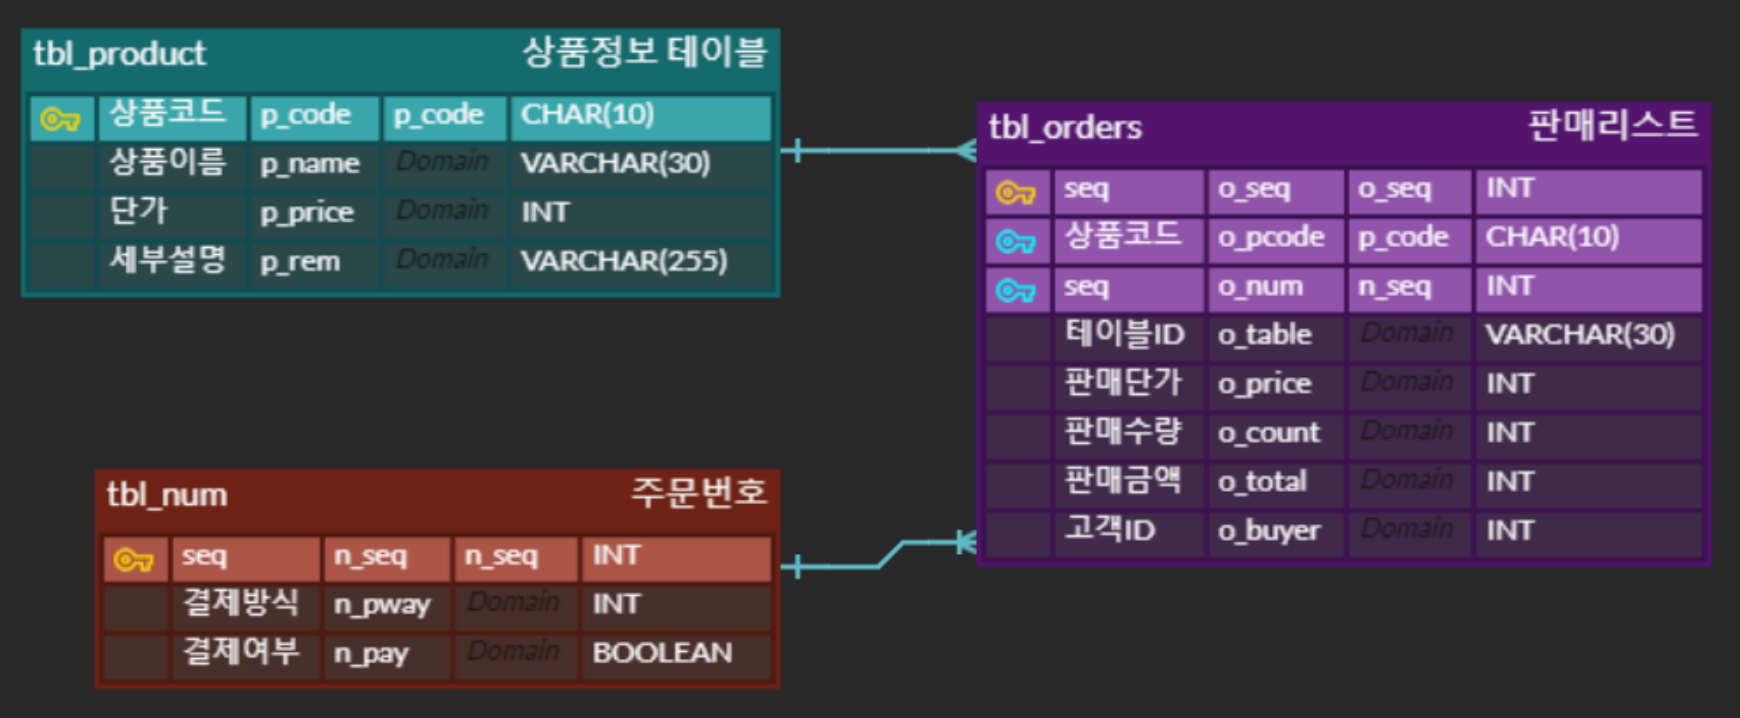 tbl_product 상품정보 테이블
상품코드 p_code p_code CHAR(10)
상품이름 p_name Domain VARCHAR(30)
단가 p_price Domain INT
세부설명 p_rem Domain VARCHAR(255)
tbl_orders 판매리스트
seq o_seq o_seq INT
상품코드 o_pcode p_code CHAR(10)
seq o_num n_seq INT
테이블ID o_table Domain VARCHAR(30)
판매단가 o_price Domain INT
판매수량 o_count Domain INT
판매금액 o_total Domain INT
고객ID o_buyer Domain INT
tbl_num 주문번호
seq n_seq n_seq INT
결제방식 n_pway Domain INT
결제여부 n_pay Domain BOOLEAN